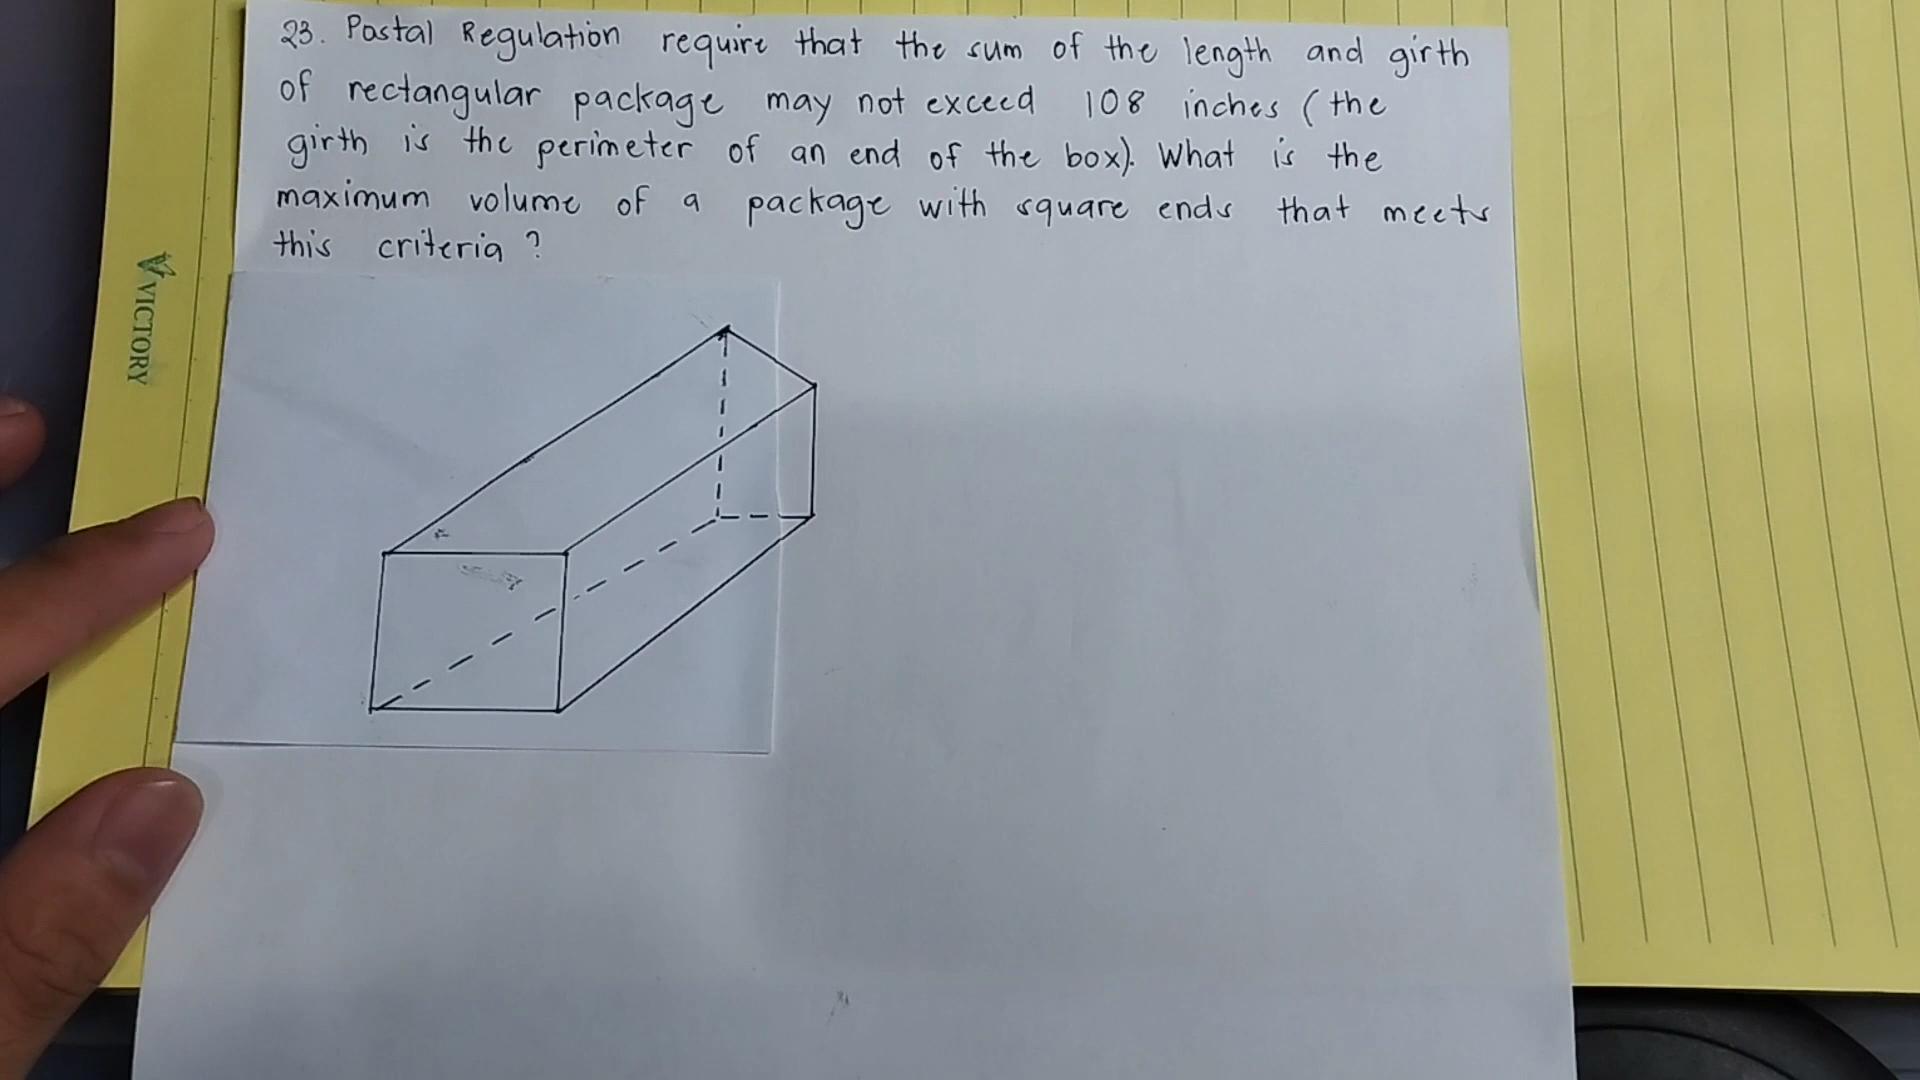 23. Postal Regulation require that the sum of the length and girth
of rectangular package may not exceed 108 inches (the
girth is the perimeter of an end of the box). What is the
maximum volume of a package with square ends that meets
this criteria?
VICTORY